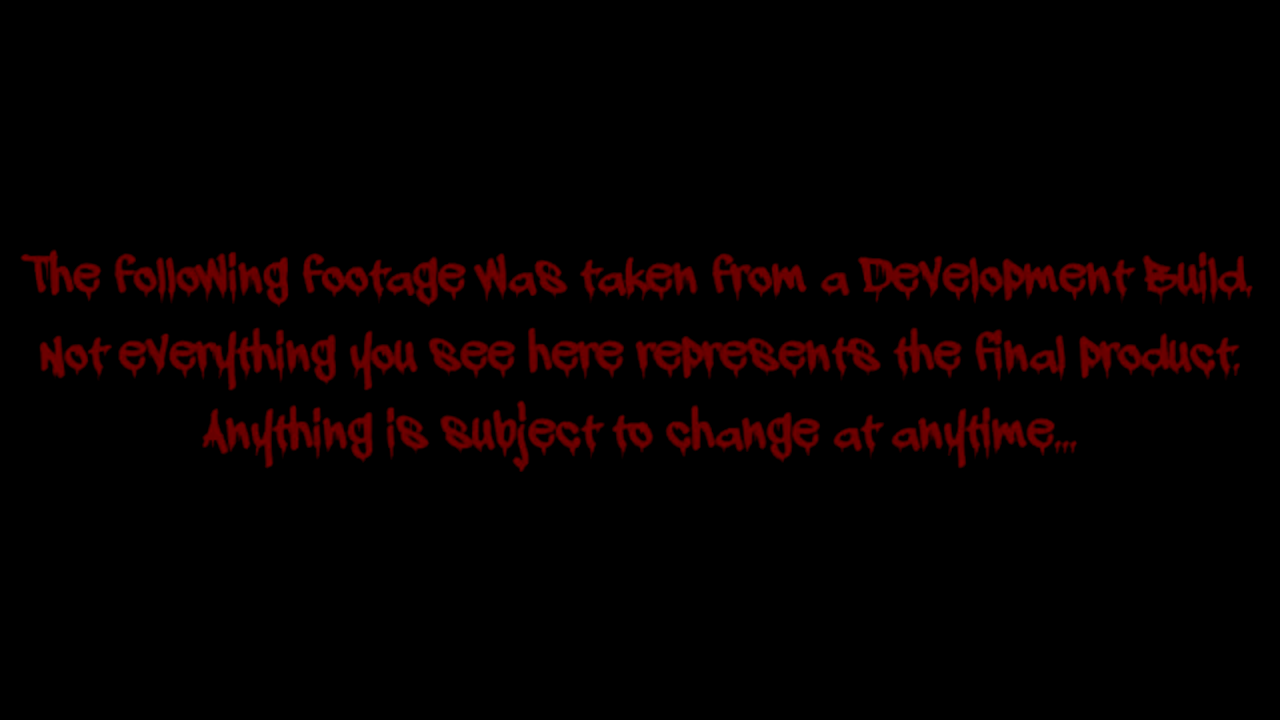 The following footage was taken from a Development Build.
Not everything you see here represents the final product.
Anything is subject to change at anytime...